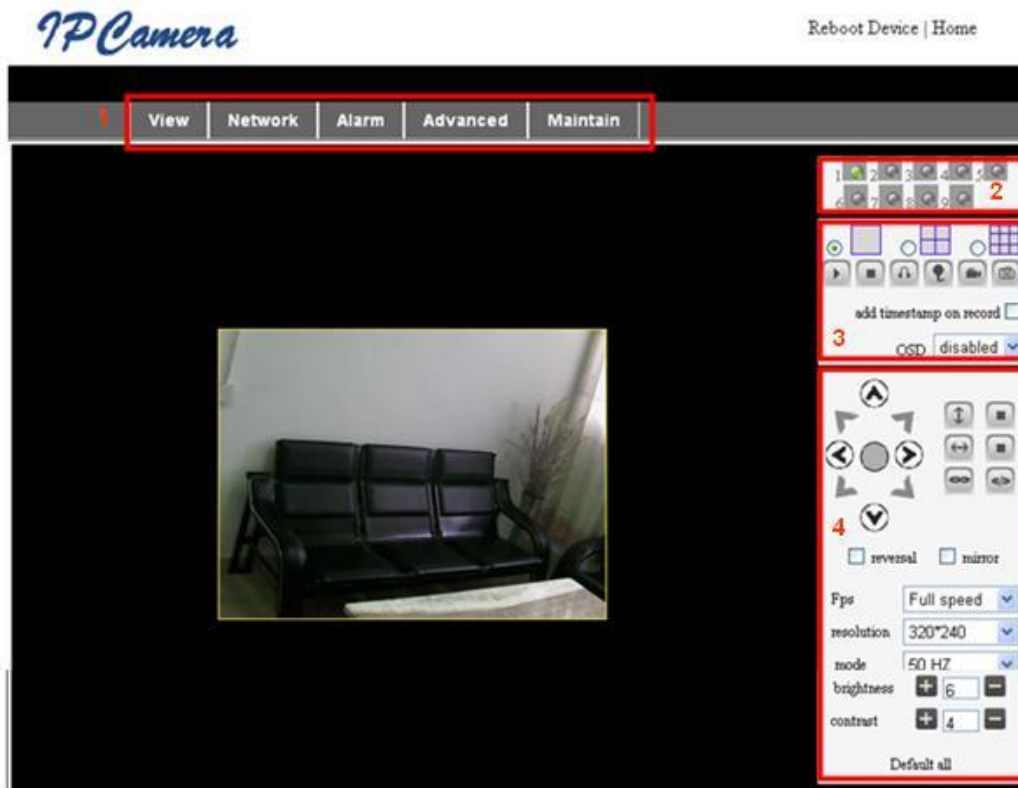 IPCamera
Reboot Device | Home
1
View Network Alarm Advanced Maintain
1 2 3 4 5
6 7 8 9
2
add timestamp on record
3
OSD disabled
4
reversal mirror
Fps Full speed
resolution 320*240
mode 50 HZ
brightness 6
contrast 4
Default all